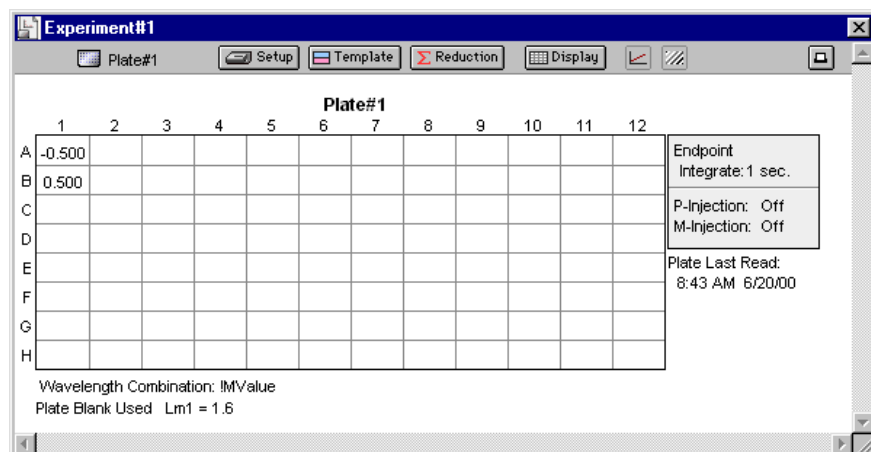 Experiment#1
Plate#1 Setup Template Reduction Display
Plate#1
1 2 3 4 5 6 7 8 9 10 11 12
A -0.500
B 0.500
C
D
E
F
G
H
Endpoint
Integrate: 1 sec.
P-Injection: Off
M-Injection: Off
Plate Last Read:
8:43 AM 6/20/00
Wavelength Combination: !MValue
Plate Blank Used Lm1 = 1.6